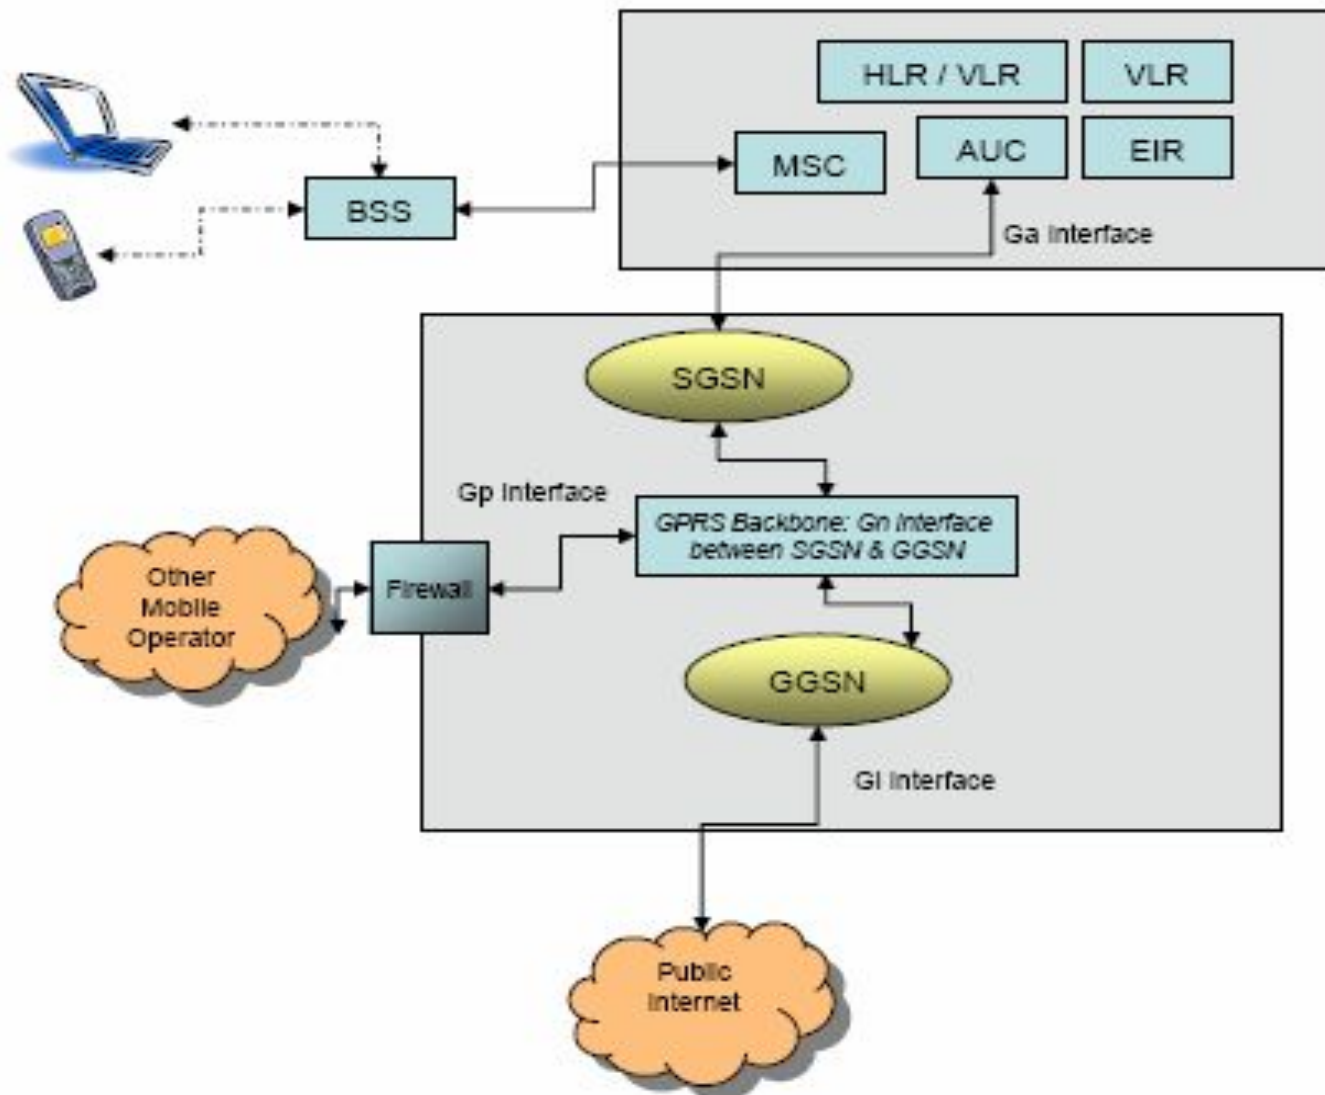 HLR / VLR
VLR
MSC
AUC
EIR
BSS
Ga Interface
SGSN
Gp Interface
GPRS Backbone: Gn Interface
between SGSN & GGSN
Other
Mobile
Operator
Firewall
GGSN
GI Interface
Public
Internet